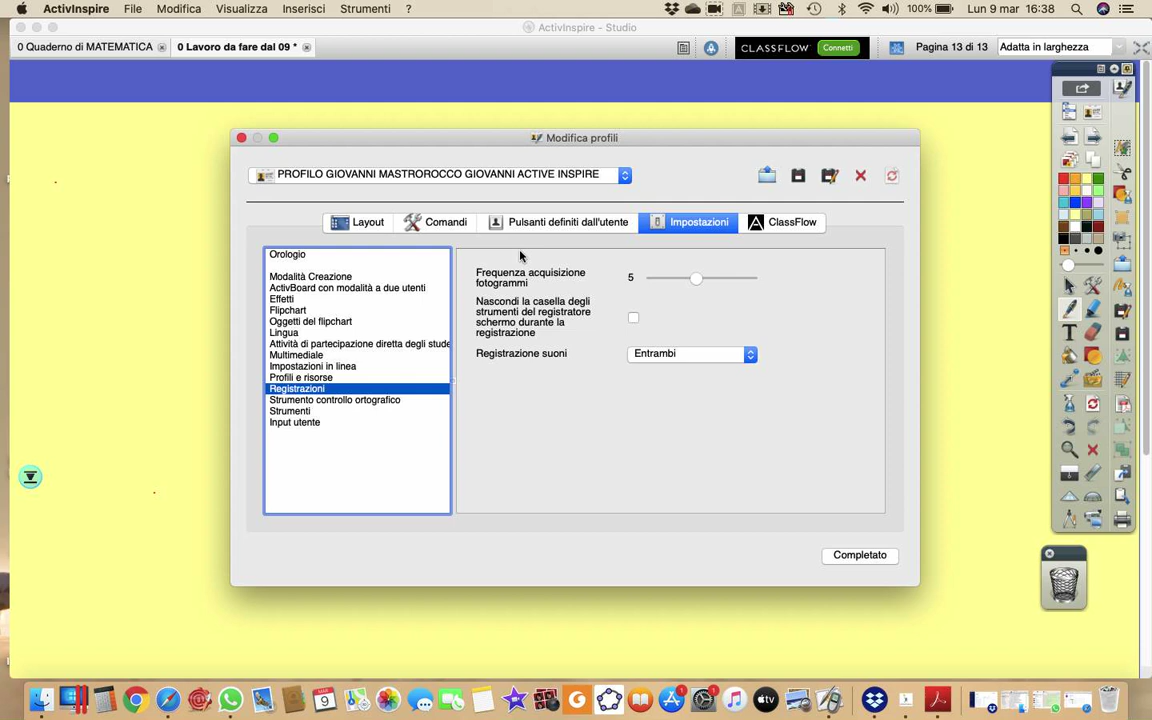 ActivInspire File Modifica Visualizza Inserisci Strumenti ? 100% Lun 9 mar 16:38
ActivInspire - Studio
0 Quaderno di MATEMATICA 0 Lavoro da fare dal 09 * CLASSFLOW Connetti Pagina 13 di 13 Adatta in larghezza
Modifica profili
PROFILO GIOVANNI MASTROROCCO GIOVANNI ACTIVE INSPIRE
Layout Comandi Pulsanti definiti dall'utente Impostazioni ClassFlow
Orologio
Modalità Creazione
ActivBoard con modalità a due utenti
Effetti
Flipchart
Oggetti del flipchart
Lingua
Attività di partecipazione diretta degli stude
Multimediale
Impostazioni in linea
Profili e risorse
Registrazioni
Strumento controllo ortografico
Strumenti
Input utente
Frequenza acquisizione
fotogrammi
5
Nascondi la casella degli
strumenti del registratore
schermo durante la
registrazione
Registrazione suoni Entrambi
Completato